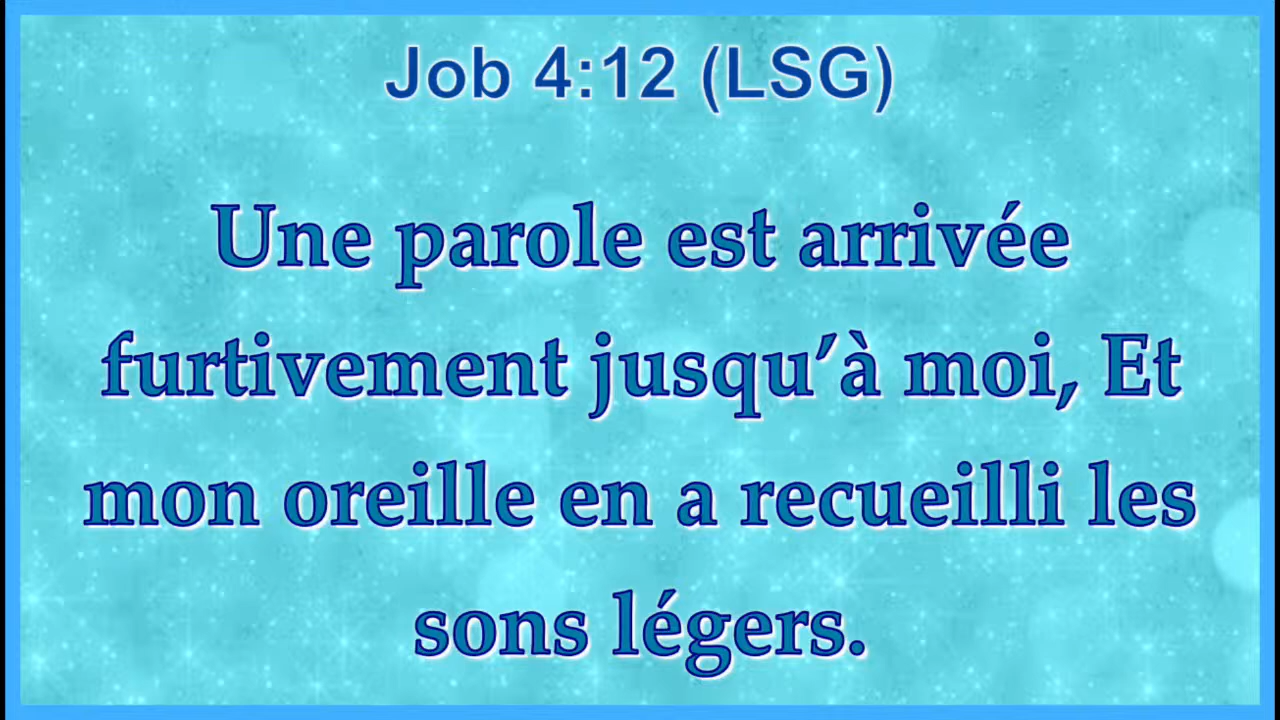 Job 4:12 (LSG)
Une parole est arrivée
furtivement jusqu’à moi, Et
mon oreille en a recueilli les
sons légers.